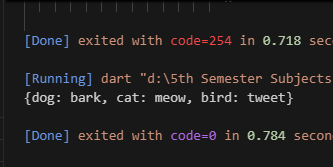 [Done] exited with code=254 in 0.718 sec
[Running] dart "d:\5th Semester Subjects
{dog: bark, cat: meow, bird: tweet}
[Done] exited with code=0 in 0.784 secon